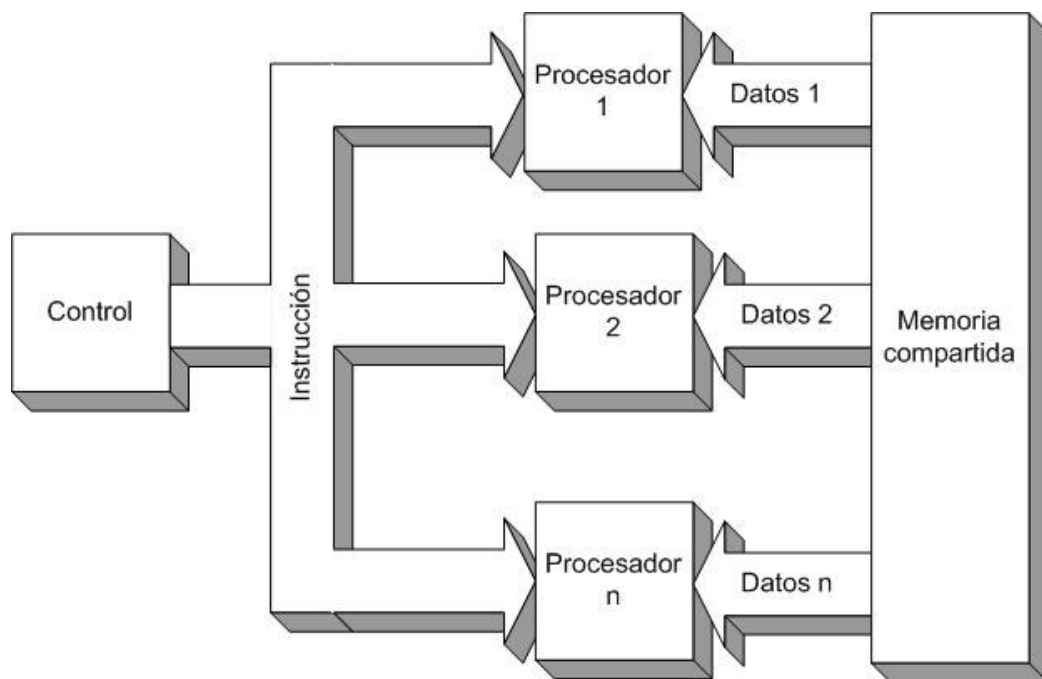 Procesador
1
Datos 1
Control
Instrucción
Procesador
2
Datos 2
Memoria
compartida
Procesador
n
Datos n